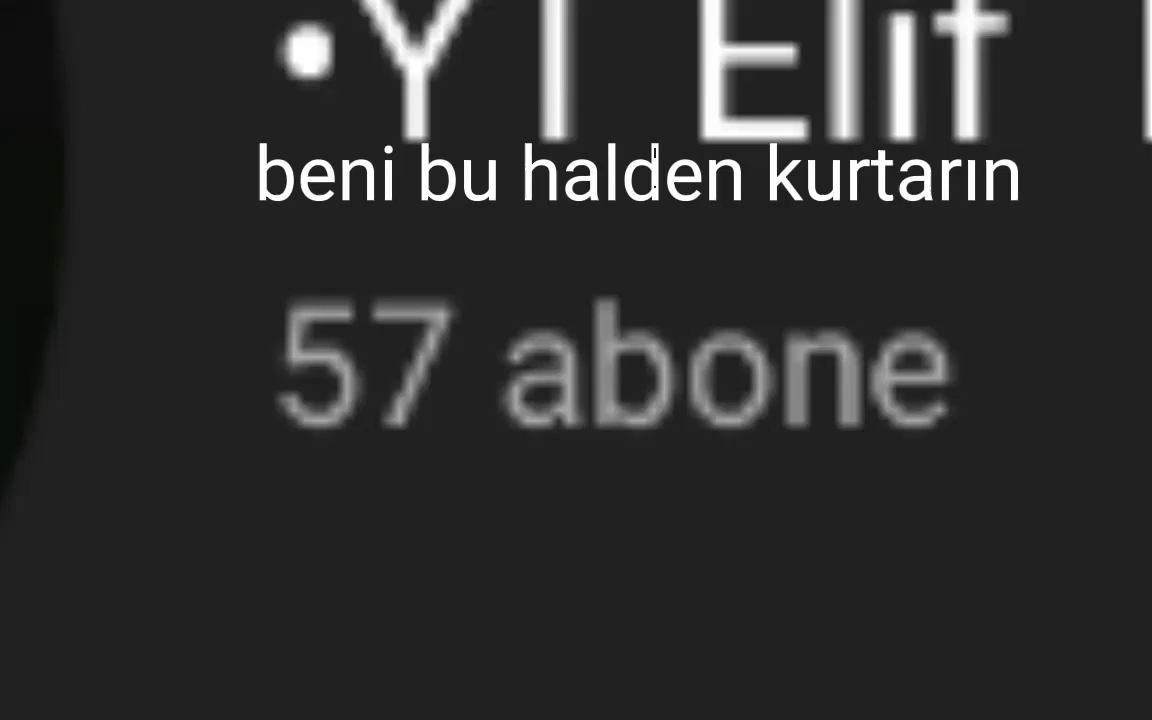 •YT Elif
beni bu halden kurtarın
57 abone